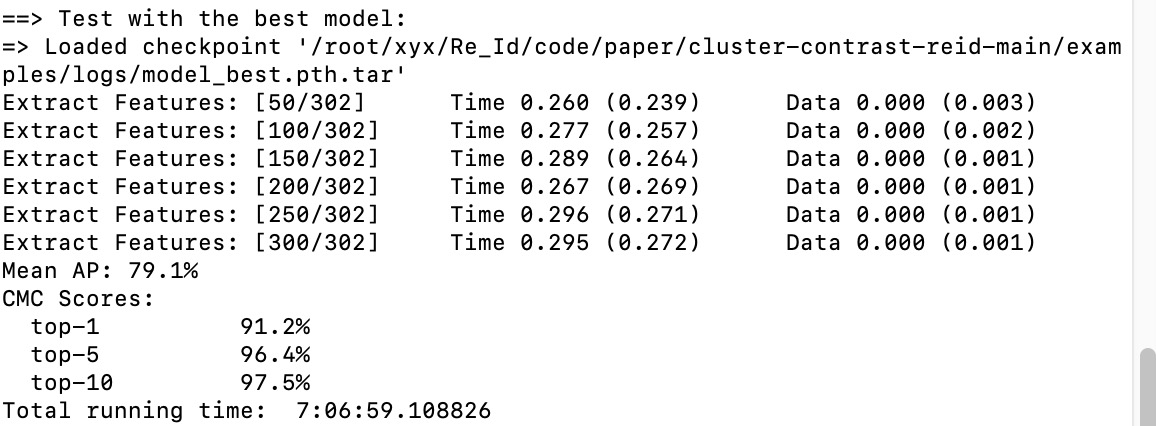 ==> Test with the best model:
=> Loaded checkpoint '/root/xyx/Re_Id/code/paper/cluster-contrast-reid-main/exam
ples/logs/model_best.pth.tar'
Extract Features: [50/302]      Time 0.260 (0.239)      Data 0.000 (0.003)
Extract Features: [100/302]     Time 0.277 (0.257)      Data 0.000 (0.002)
Extract Features: [150/302]     Time 0.289 (0.264)      Data 0.000 (0.001)
Extract Features: [200/302]     Time 0.267 (0.269)      Data 0.000 (0.001)
Extract Features: [250/302]     Time 0.296 (0.271)      Data 0.000 (0.001)
Extract Features: [300/302]     Time 0.295 (0.272)      Data 0.000 (0.001)
Mean AP: 79.1%
CMC Scores:
  top-1          91.2%
  top-5          96.4%
  top-10         97.5%
Total running time:  7:06:59.108826